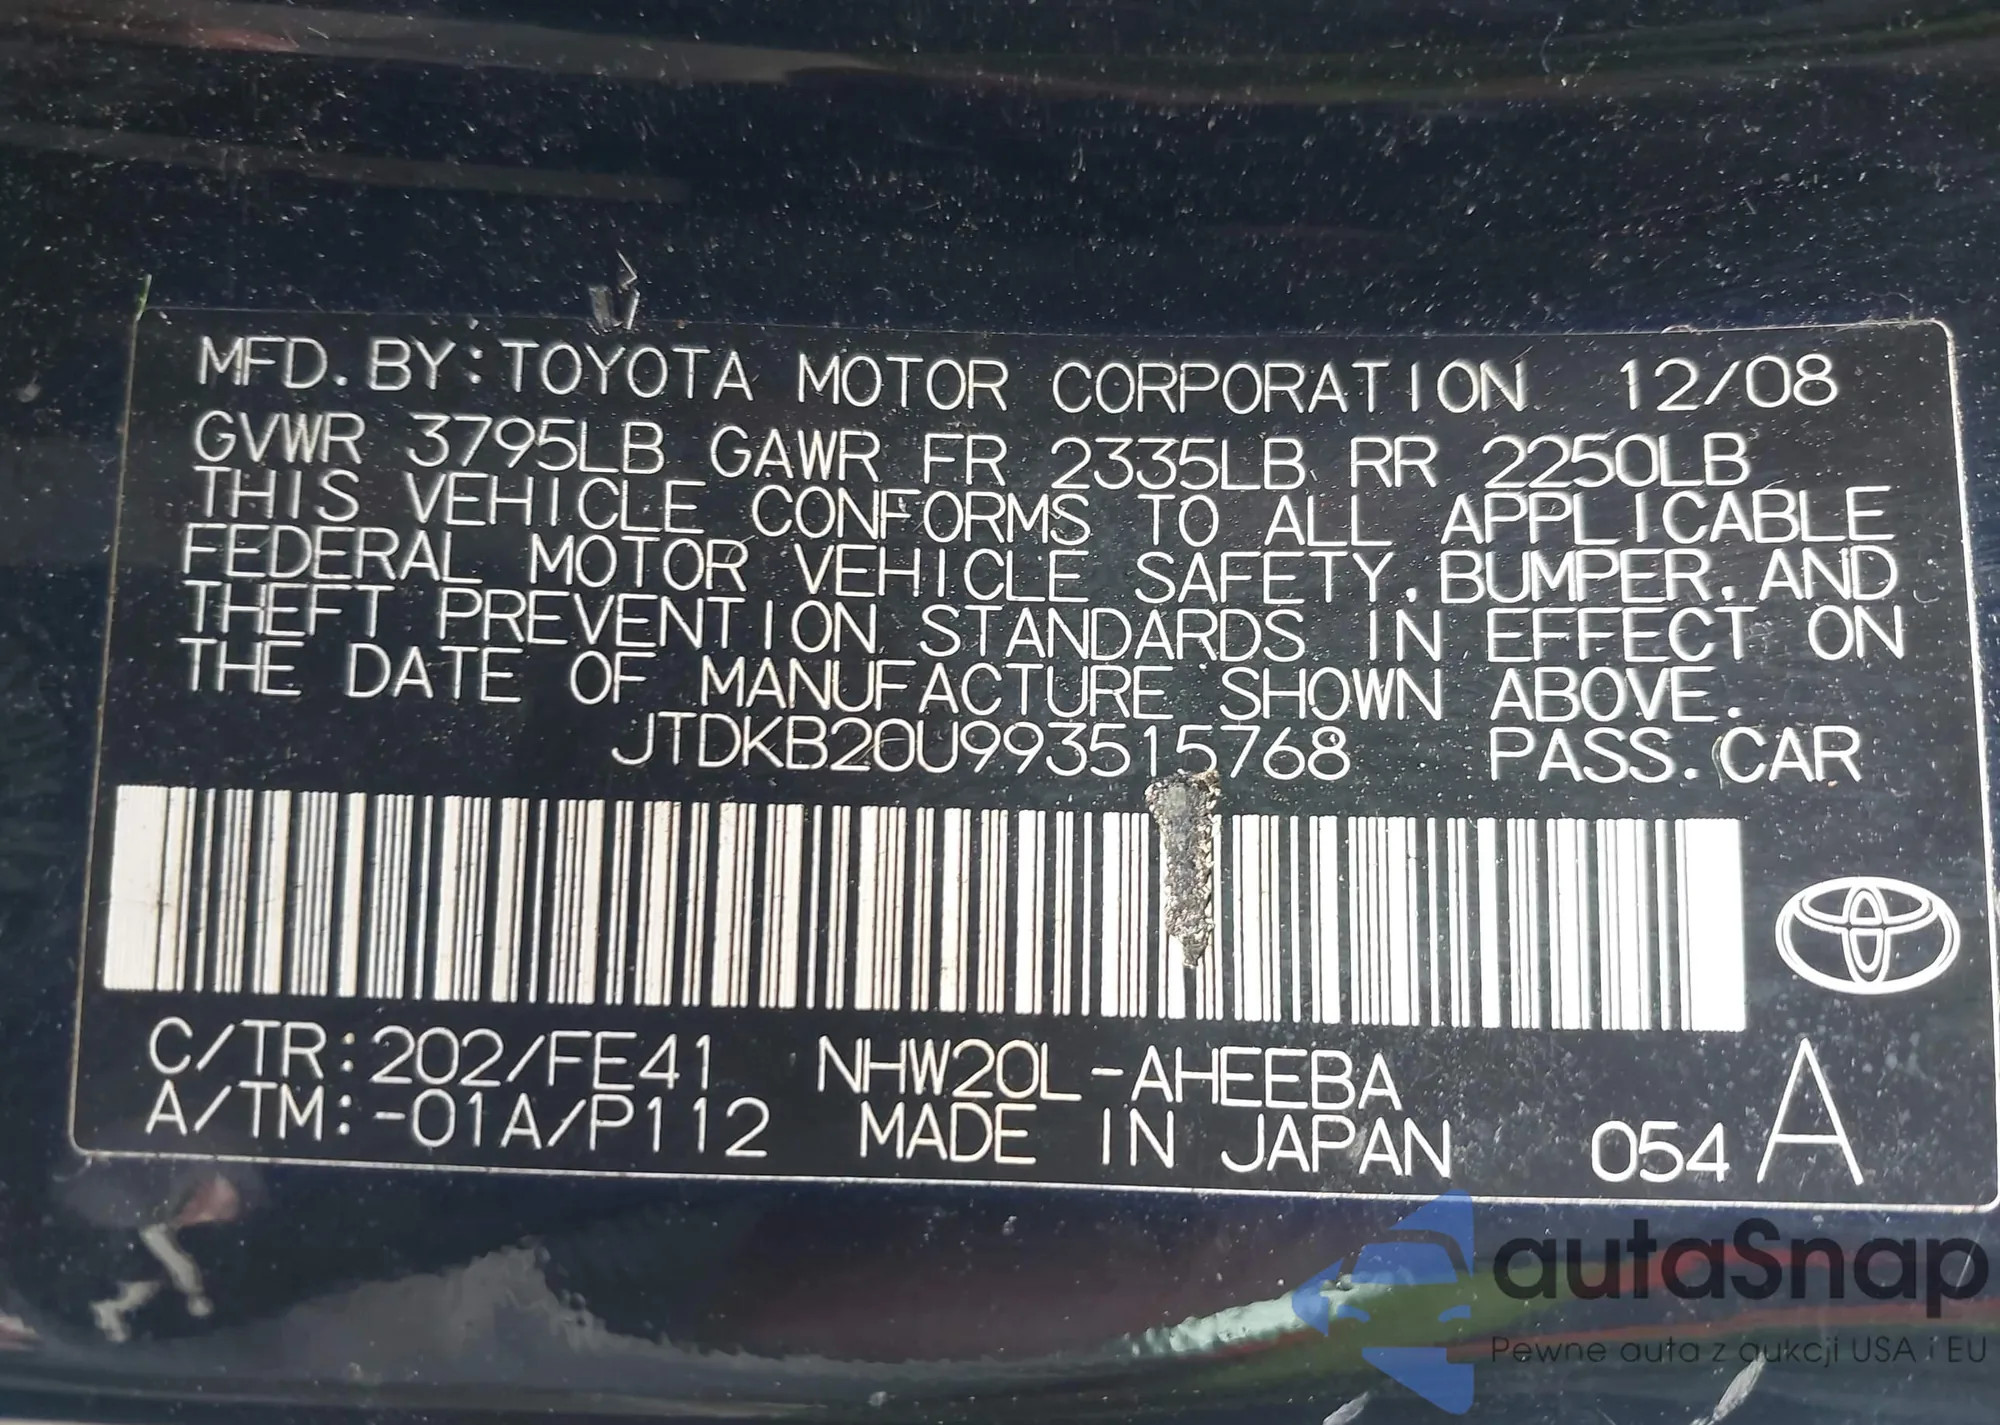 MFD. BY: TOYOTA MOTOR CORPORATION 12/08
GVWR 3795LB GAWR FR 2335LB RR 2250LB
THIS VEHICLE CONFORMS TO ALL APPLICABLE
FEDERAL MOTOR VEHICLE SAFETY, BUMPER, AND
THEFT PREVENTION STANDARDS IN EFFECT ON
THE DATE OF MANUFACTURE SHOWN ABOVE.
JTDKB20U993515768 PASS. CAR
C/TR: 202/FE41 NHW20L-AHEEBA
A/TM: -01A/P112 MADE IN JAPAN 054 A
autaSnap
Pewne auta z aukcji USA i EU